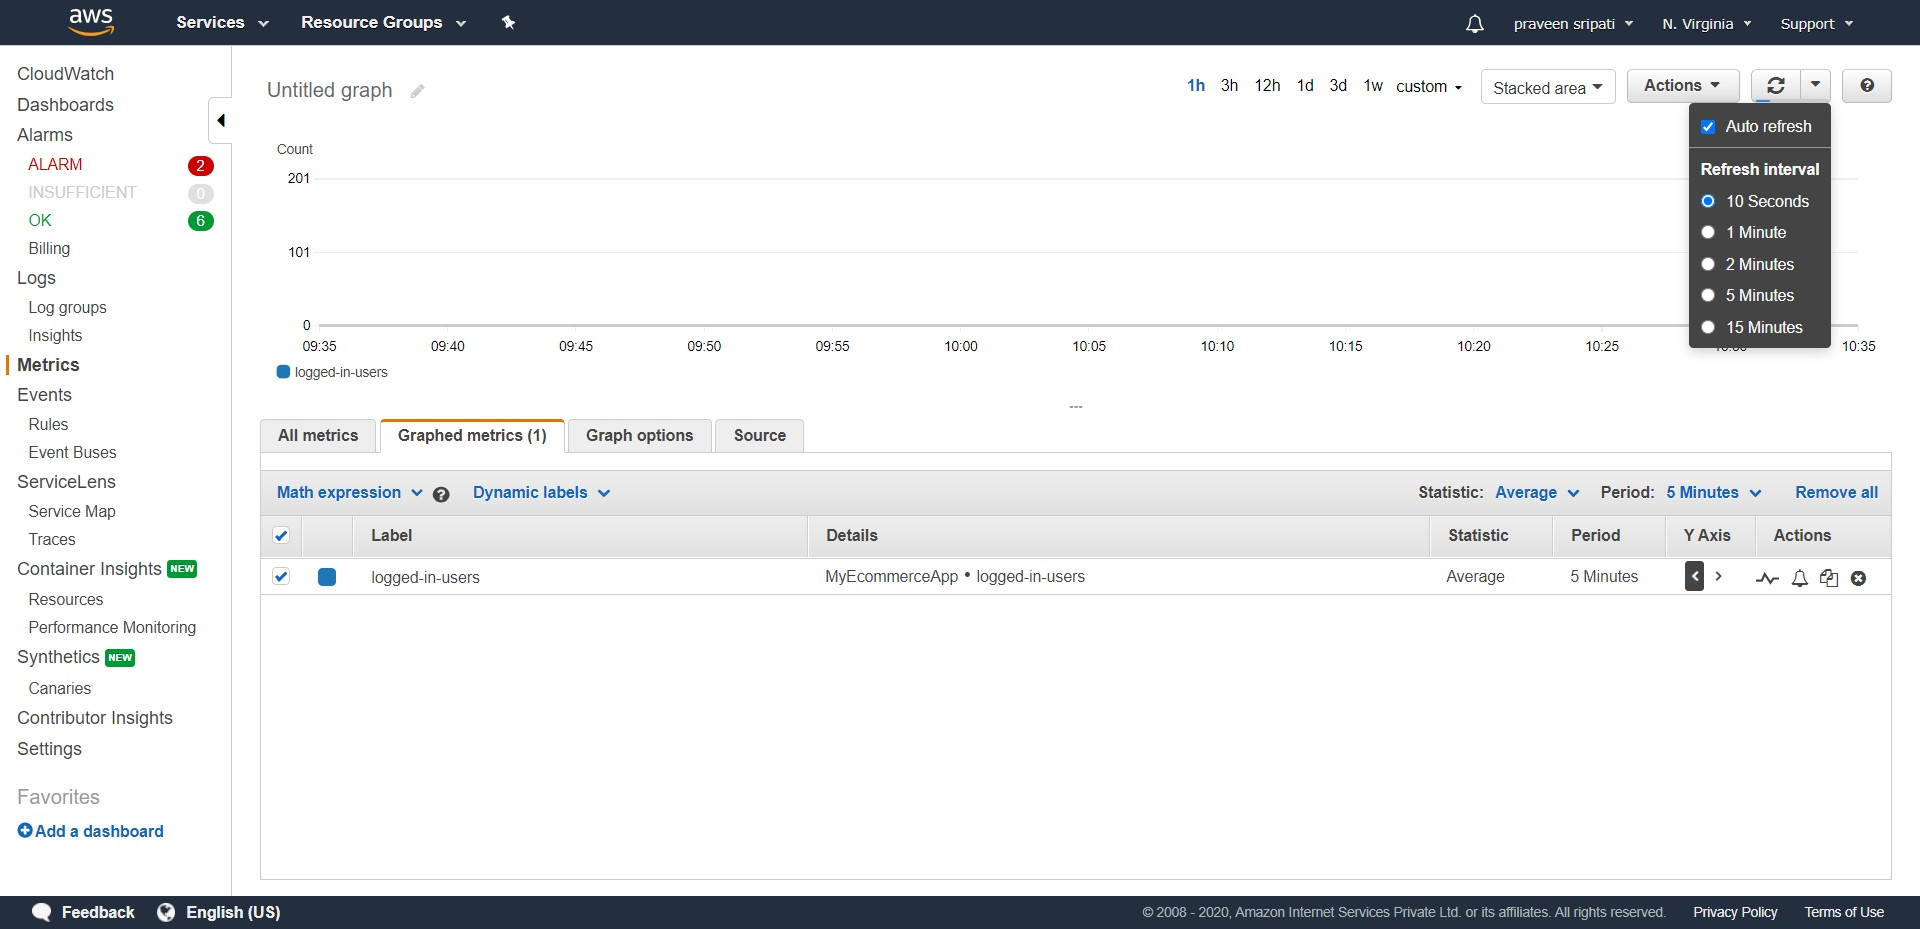 aws Services Resource Groups praveen sripati N. Virginia Support
CloudWatch
Dashboards
Alarms
ALARM 2
INSUFFICIENT 0
OK 6
Billing
Logs
Log groups
Insights
Metrics
Events
Rules
Event Buses
ServiceLens
Service Map
Traces
Container Insights NEW
Resources
Performance Monitoring
Synthetics NEW
Canaries
Contributor Insights
Settings
Favorites
Add a dashboard
Untitled graph 1h 3h 12h 1d 3d 1w custom Stacked area Actions ?
Auto refresh
Refresh interval
10 Seconds
1 Minute
2 Minutes
5 Minutes
15 Minutes
Count
201
101
0
09:35 09:40 09:45 09:50 09:55 10:00 10:05 10:10 10:15 10:20 10:25 10:35
logged-in-users
All metrics Graphed metrics (1) Graph options Source
Math expression ? Dynamic labels Statistic: Average Period: 5 Minutes Remove all
Label Details Statistic Period Y Axis Actions
logged-in-users MyEcommerceApp • logged-in-users Average 5 Minutes
Feedback English (US) © 2008 - 2020, Amazon Internet Services Private Ltd. or its affiliates. All rights reserved. Privacy Policy Terms of Use